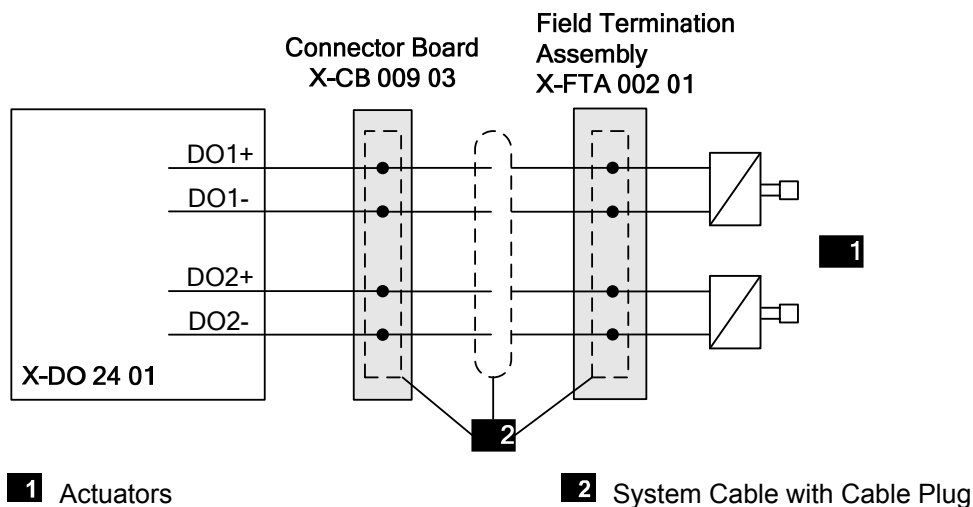 Connector Board
X-CB 009 03
Field Termination
Assembly
X-FTA 002 01
DO1+
DO1-
DO2+
DO2-
X-DO 24 01
1
2
1 Actuators
2 System Cable with Cable Plug